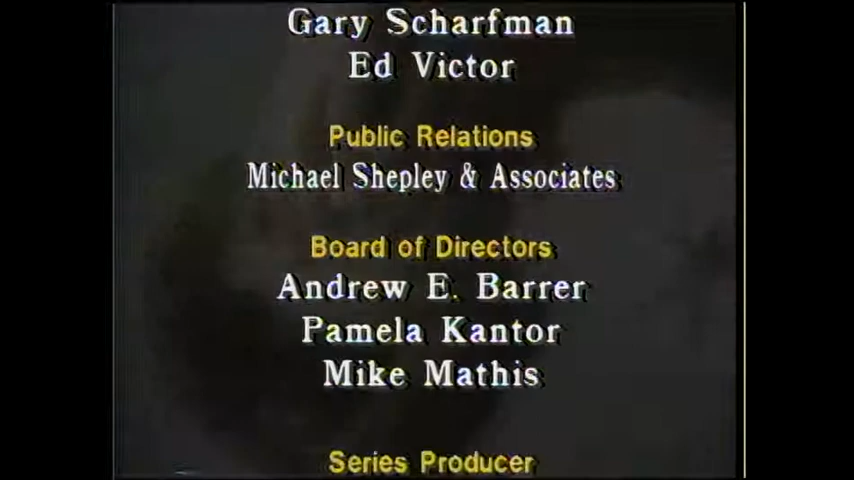 Gary Scharfman
Ed Victor
Public Relations
Michael Shepley & Associates
Board of Directors
Andrew E. Barrer
Pamela Kantor
Mike Mathis
Series Producer